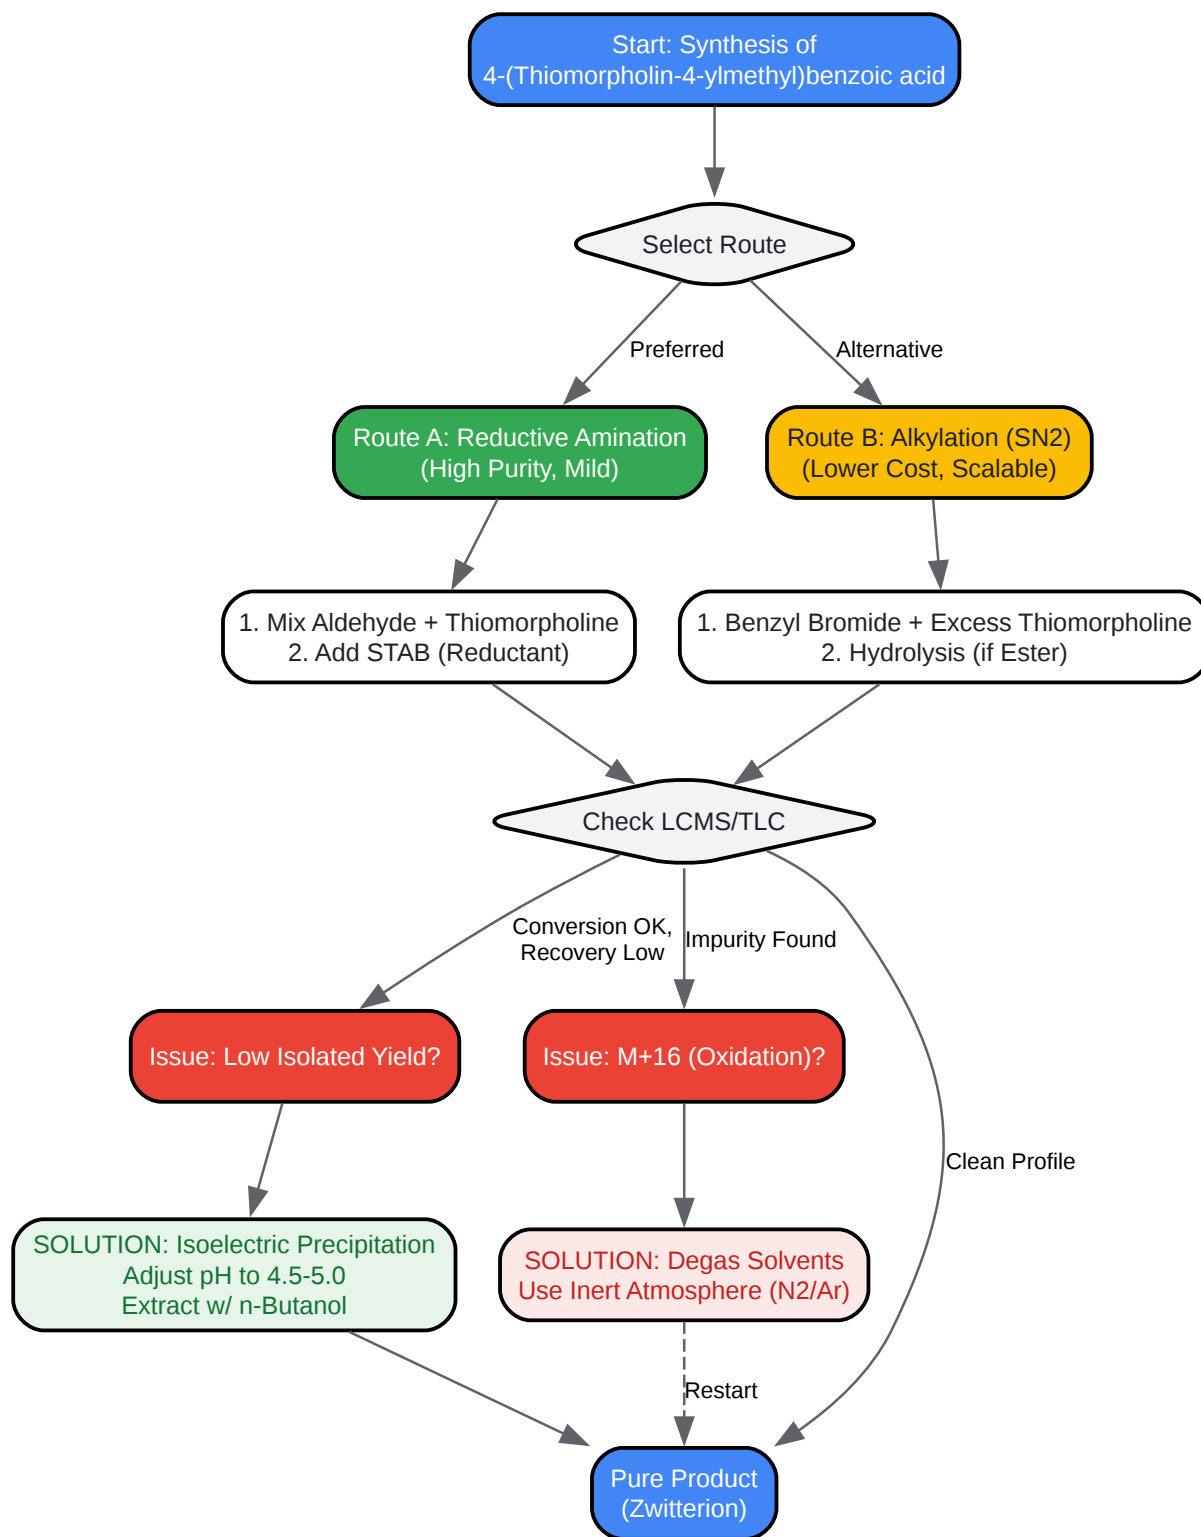 Start: Synthesis of
4-(Thiomorpholin-4-ylmethyl)benzoic acid
Select Route
Preferred
Alternative
Route A: Reductive Amination
(High Purity, Mild)
Route B: Alkylation (SN2)
(Lower Cost, Scalable)
1. Mix Aldehyde + Thiomorpholine
2. Add STAB (Reductant)
1. Benzyl Bromide + Excess Thiomorpholine
2. Hydrolysis (if Ester)
Check LCMS/TLC
Conversion OK,
Recovery Low
Impurity Found
Issue: Low Isolated Yield?
Issue: M+16 (Oxidation)?
Clean Profile
SOLUTION: Isoelectric Precipitation
Adjust pH to 4.5-5.0
Extract w/ n-Butanol
SOLUTION: Degas Solvents
Use Inert Atmosphere (N2/Ar)
Restart
Pure Product
(Zwitterion)